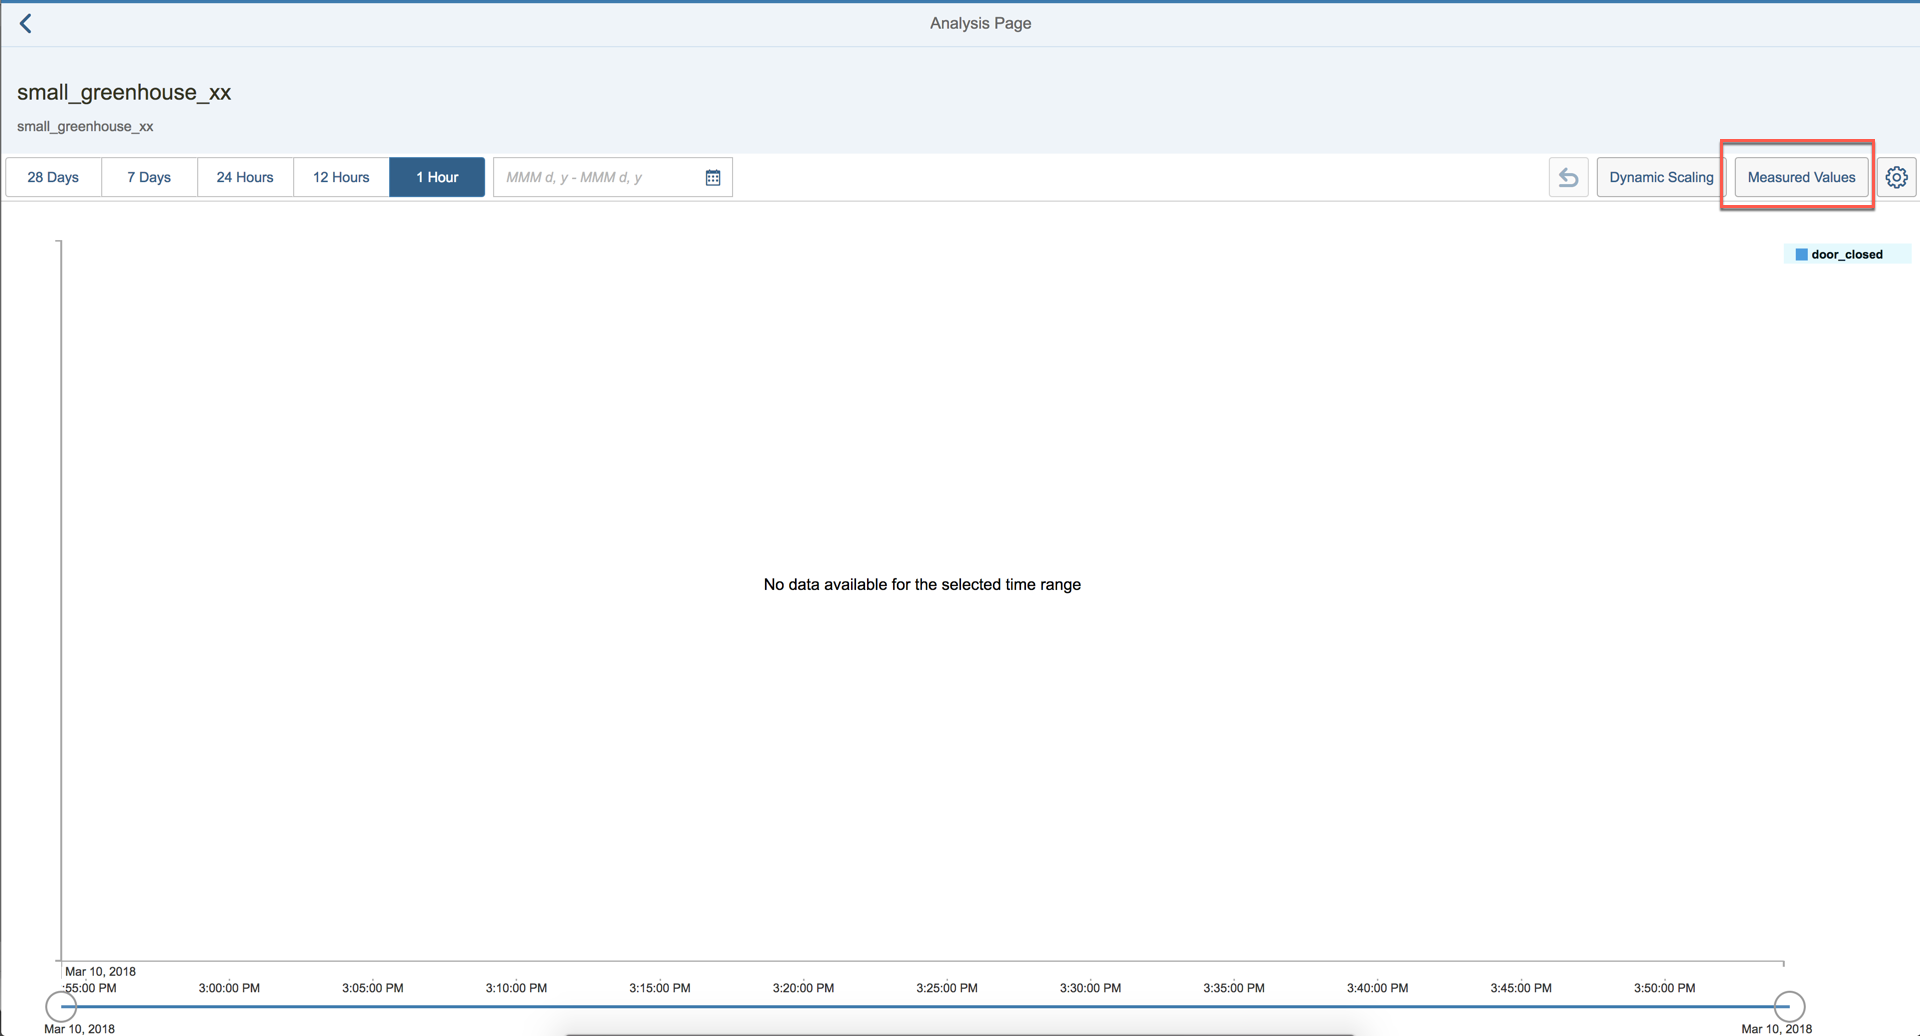 Analysis Page
small_greenhouse_xx
small_greenhouse_xx
28 Days 7 Days 24 Hours 12 Hours 1 Hour MMM d, y - MMM d, y Dynamic Scaling Measured Values
door_closed
No data available for the selected time range
Mar 10, 2018
:55:00 PM 3:00:00 PM 3:05:00 PM 3:10:00 PM 3:15:00 PM 3:20:00 PM 3:25:00 PM 3:30:00 PM 3:35:00 PM 3:40:00 PM 3:45:00 PM 3:50:00 PM
Mar 10, 2018 Mar 10, 2018